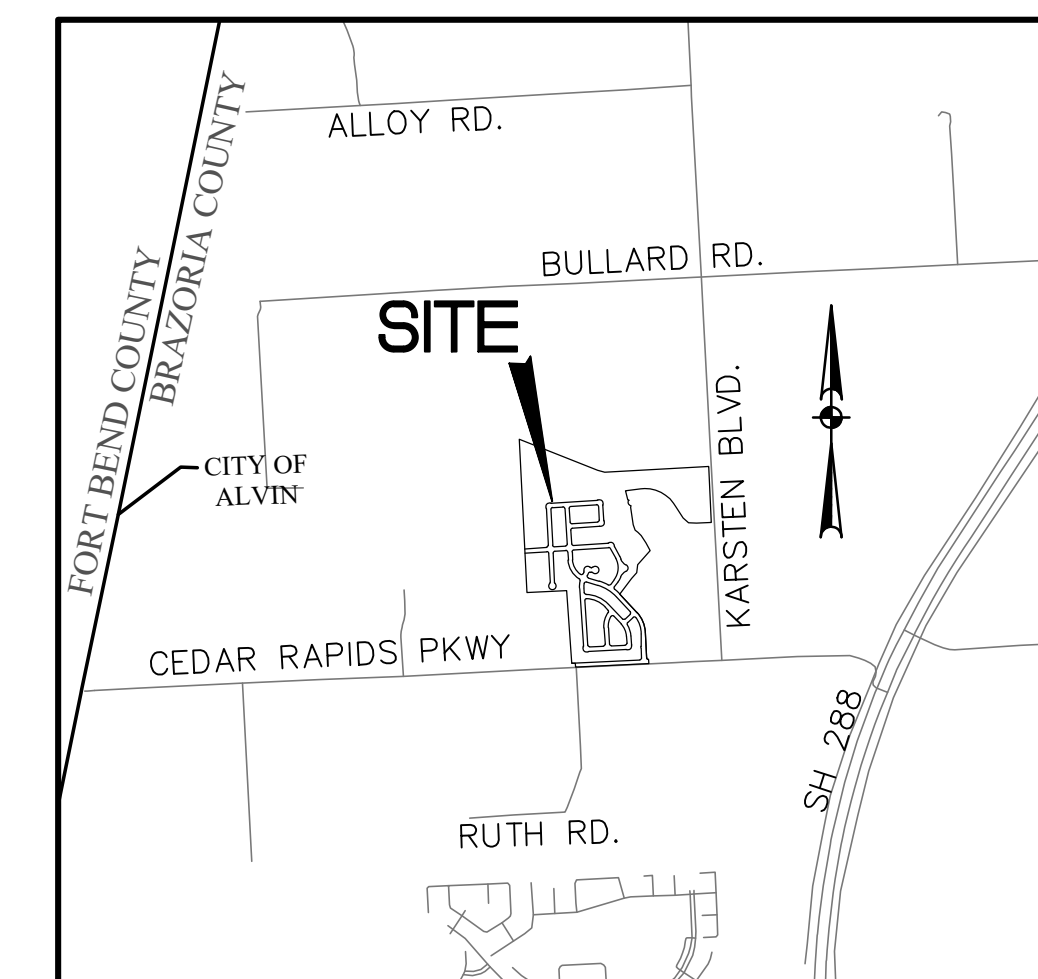 ALLOY RD.
BULLARD RD.
FORT BEND COUNTY
BRAZORIA COUNTY
SITE
KARSTEN BLVD.
CITY OF
ALVIN
CEDAR RAPIDS PKWY
SH 288
RUTH RD.